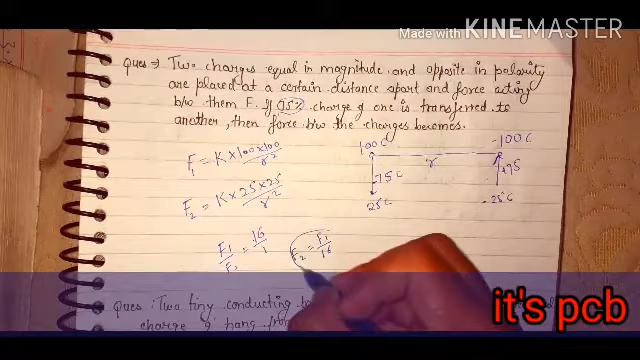 Made with KINEMASTER
Ques → Two charges equal in magnitude and opposite in polarity
are placed at a certain distance apart and force acting
b/w them F. If 75% charge of one is transferred to
another, then force b/w the charges becomes.
F₁ = K × 100 × 100 / r²
100 C
r
-100 C
-75 C
+75
25 C
-25 C
F₂ = K × 25 × 25 / r²
F₁ / F₂ = 16 / 1
F₂ = F₁ / 16
it's pcb
Ques: Two tiny conducting
charge q hang from